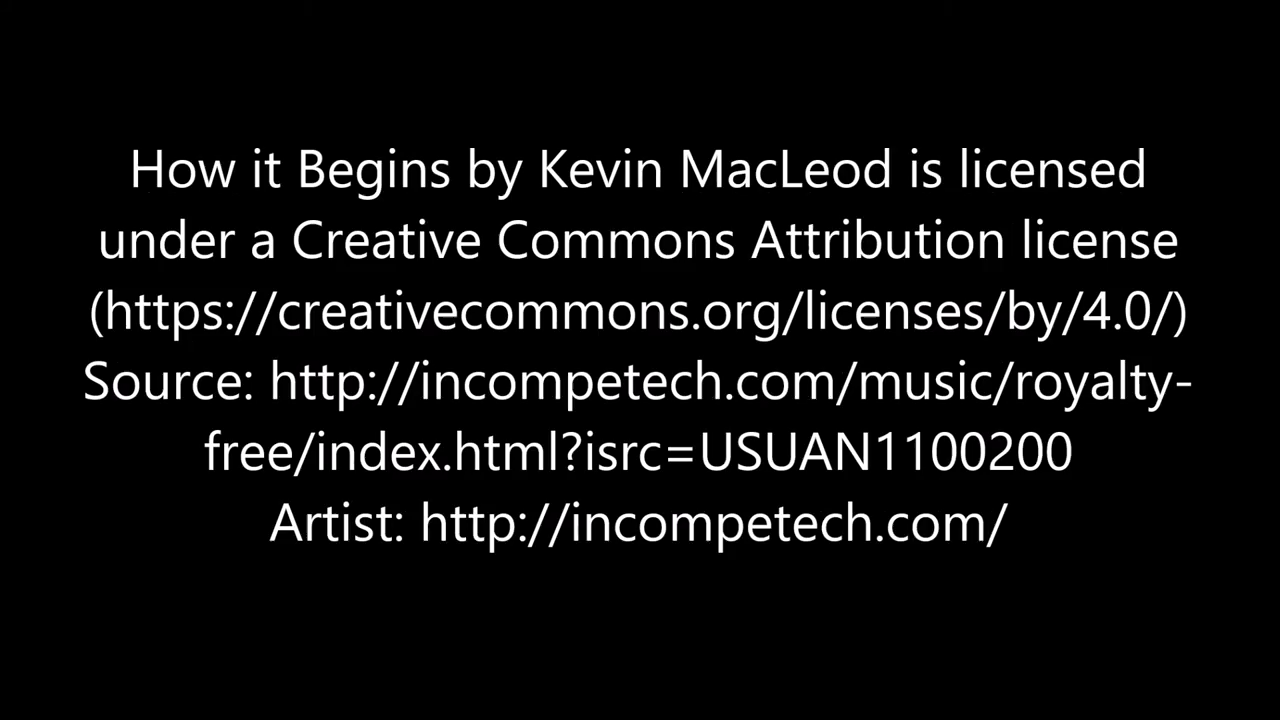 How it Begins by Kevin MacLeod is licensed
under a Creative Commons Attribution license
(https://creativecommons.org/licenses/by/4.0/)
Source: http://incompetech.com/music/royalty-
free/index.html?isrc=USUAN1100200
Artist: http://incompetech.com/